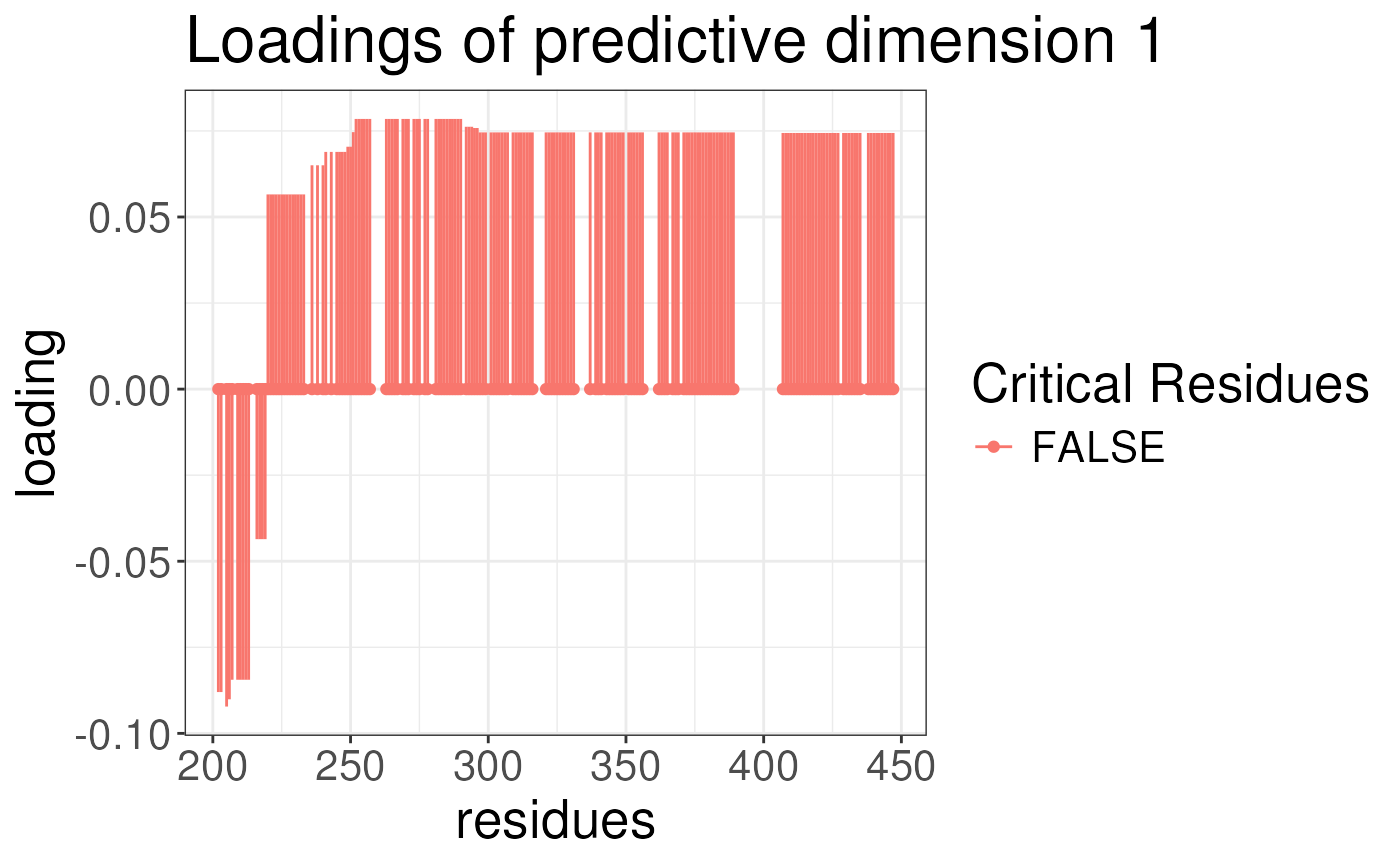 Loadings of predictive dimension 1
loading
0.05
0.00
-0.05
-0.10
200 250 300 350 400 450
residues
Critical Residues
FALSE